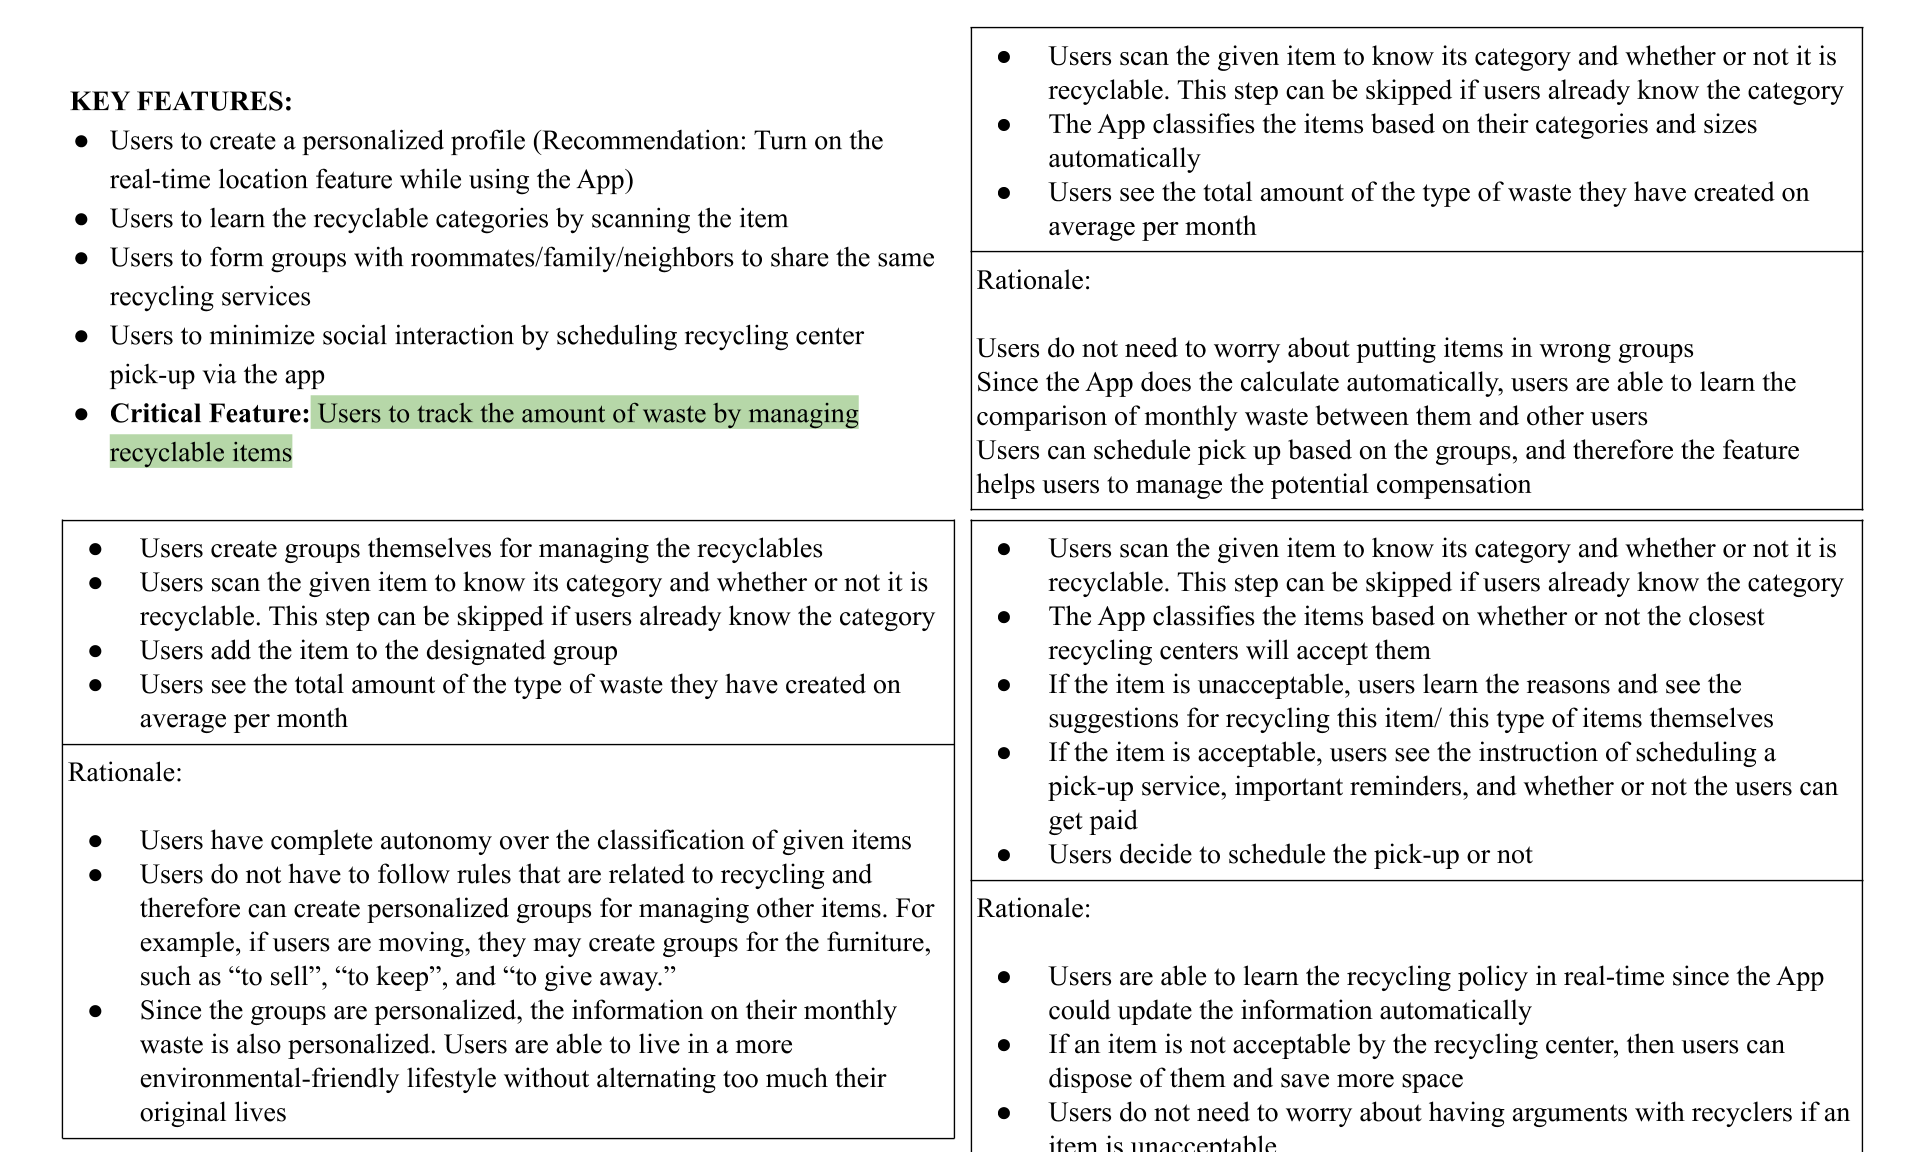 KEY FEATURES:
● Users to create a personalized profile (Recommendation: Turn on the
real-time location feature while using the App)
● Users to learn the recyclable categories by scanning the item
● Users to form groups with roommates/family/neighbors to share the same
recycling services
● Users to minimize social interaction by scheduling recycling center
pick-up via the app
● Critical Feature: Users to track the amount of waste by managing
recyclable items
● Users scan the given item to know its category and whether or not it is
recyclable. This step can be skipped if users already know the category
● The App classifies the items based on their categories and sizes
automatically
● Users see the total amount of the type of waste they have created on
average per month
Rationale:
Users do not need to worry about putting items in wrong groups
Since the App does the calculate automatically, users are able to learn the
comparison of monthly waste between them and other users
Users can schedule pick up based on the groups, and therefore the feature
helps users to manage the potential compensation
● Users create groups themselves for managing the recyclables
● Users scan the given item to know its category and whether or not it is
recyclable. This step can be skipped if users already know the category
● Users add the item to the designated group
● Users see the total amount of the type of waste they have created on
average per month
Rationale:
● Users have complete autonomy over the classification of given items
● Users do not have to follow rules that are related to recycling and
therefore can create personalized groups for managing other items. For
example, if users are moving, they may create groups for the furniture,
such as “to sell”, “to keep”, and “to give away.”
● Since the groups are personalized, the information on their monthly
waste is also personalized. Users are able to live in a more
environmental-friendly lifestyle without alternating too much their
original lives
● Users scan the given item to know its category and whether or not it is
recyclable. This step can be skipped if users already know the category
● The App classifies the items based on whether or not the closest
recycling centers will accept them
● If the item is unacceptable, users learn the reasons and see the
suggestions for recycling this item/ this type of items themselves
● If the item is acceptable, users see the instruction of scheduling a
pick-up service, important reminders, and whether or not the users can
get paid
● Users decide to schedule the pick-up or not
Rationale:
● Users are able to learn the recycling policy in real-time since the App
could update the information automatically
● If an item is not acceptable by the recycling center, then users can
dispose of them and save more space
● Users do not need to worry about having arguments with recyclers if an
item is unacceptable